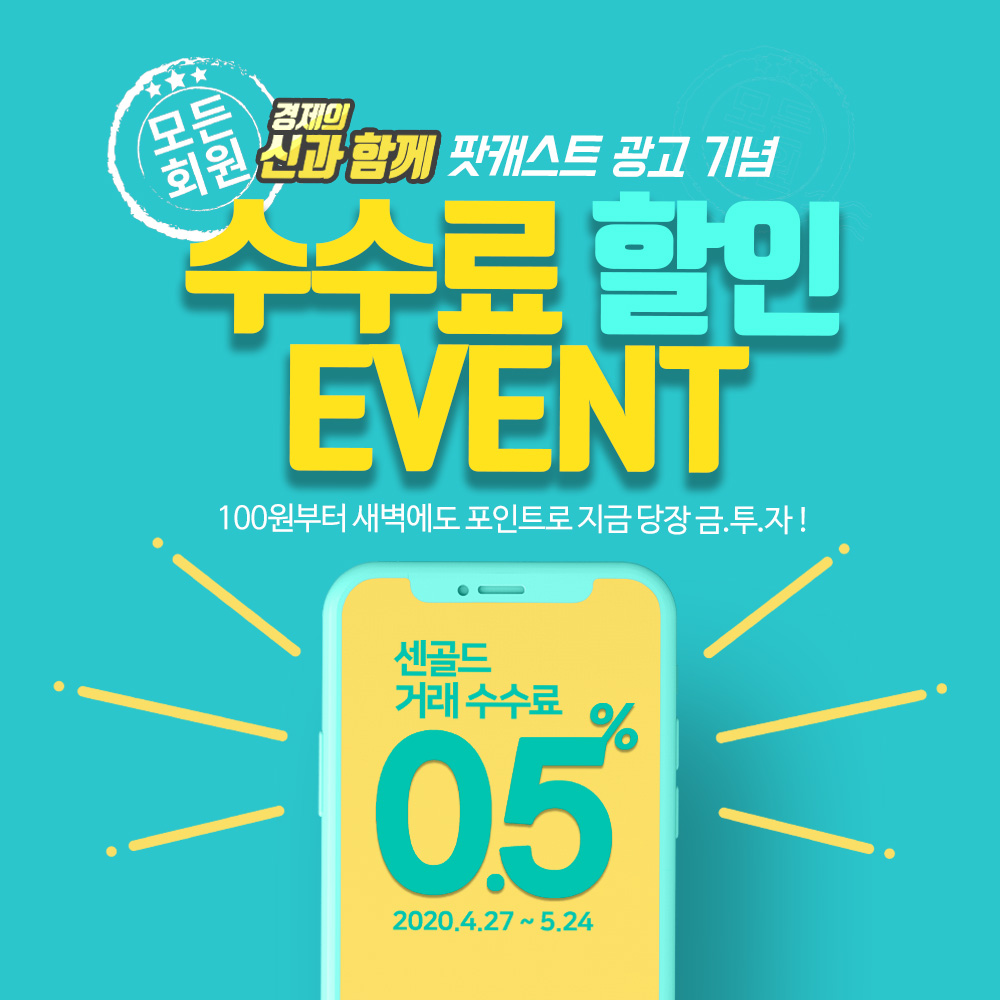 모든
회원
경제의
신과 함께 팟캐스트 광고 기념
수수료 할인
EVENT
100원부터 새벽에도 포인트로 지금 당장 금.투.자 !
센골드
거래 수수료
0.5%
2020.4.27 ~ 5.24